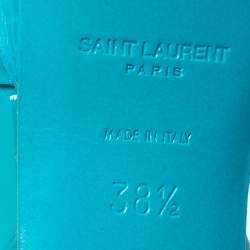 SAINT LAURENT
PARIS
MADE IN ITALY
38½